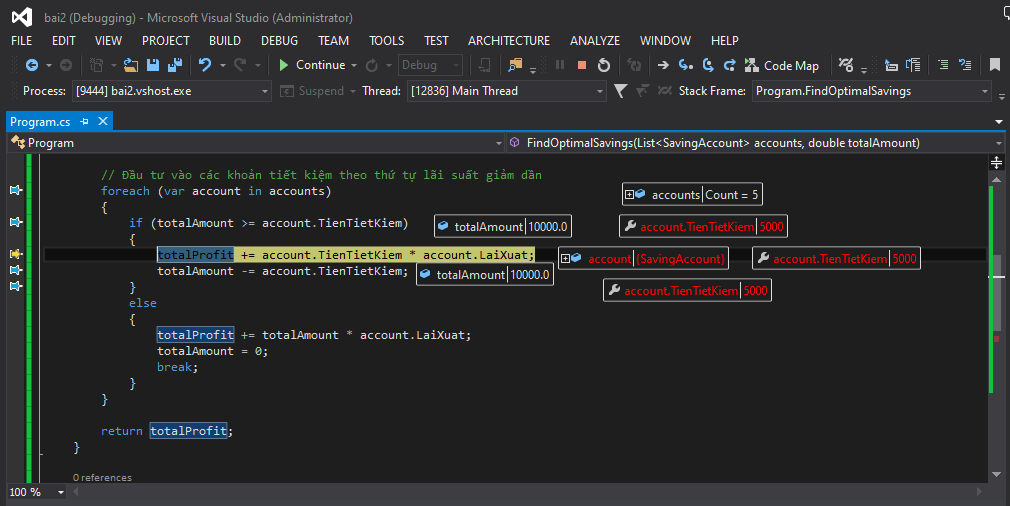 bai2 (Debugging) - Microsoft Visual Studio (Administrator)
FILE EDIT VIEW PROJECT BUILD DEBUG TEAM TOOLS TEST ARCHITECTURE ANALYZE WINDOW HELP
Continue Debug Code Map
Process: [9444] bai2.vshost.exe Suspend Thread: [12836] Main Thread Stack Frame: Program.FindOptimalSavings
Program.cs
Program FindOptimalSavings(List<SavingAccount> accounts, double totalAmount)
// Đầu tư vào các khoản tiết kiệm theo thứ tự lãi suất giảm dần
foreach (var account in accounts) accounts Count = 5
{
if (totalAmount >= account.TienTietKiem) totalAmount 10000.0 account.TienTietKiem 5000
{
totalProfit += account.TienTietKiem * account.LaiXuat; account {SavingAccount} account.TienTietKiem 5000
totalAmount -= account.TienTietKiem; totalAmount 10000.0
} account.TienTietKiem 5000
else
{
totalProfit += totalAmount * account.LaiXuat;
totalAmount = 0;
break;
}
}
return totalProfit;
}
0 references
100 %